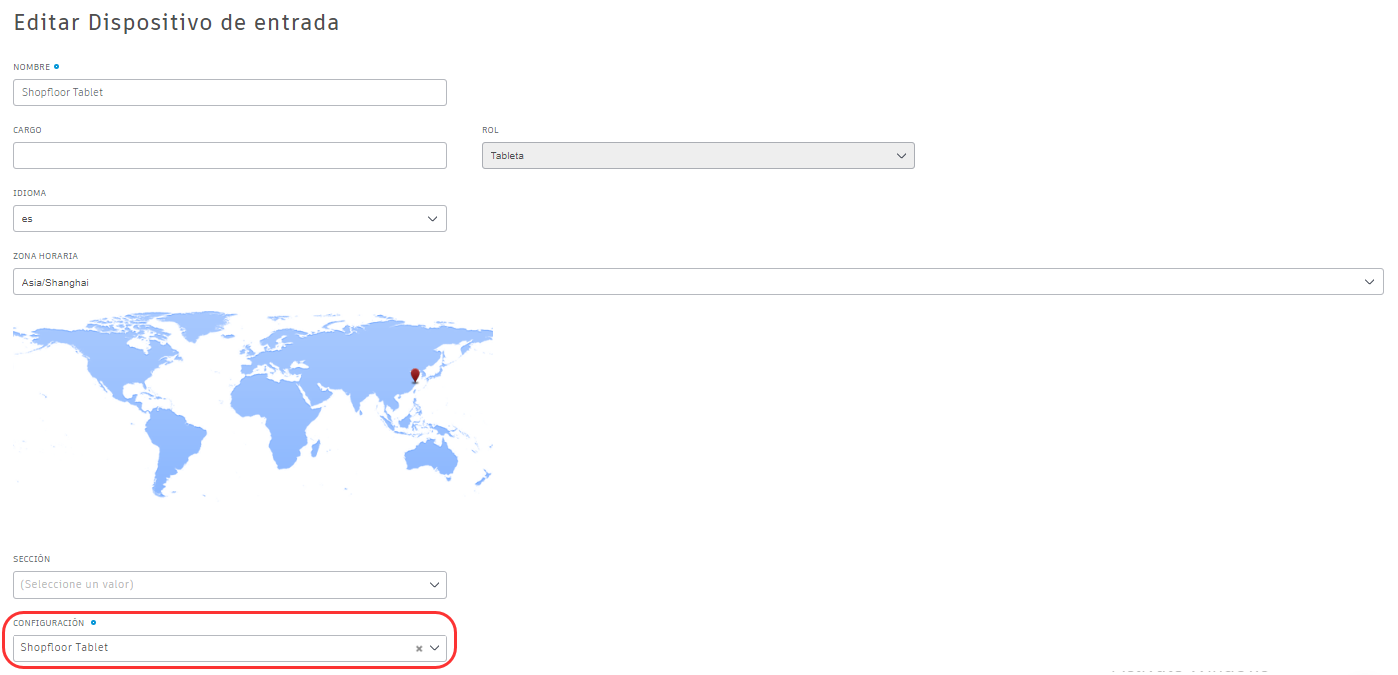 Editar Dispositivo de entrada
NOMBRE
Shopfloor Tablet
CARGO
ROL
Tableta
IDIOMA
es
ZONA HORARIA
Asia/Shanghai
SECCIÓN
(Seleccione un valor)
CONFIGURACIÓN
Shopfloor Tablet